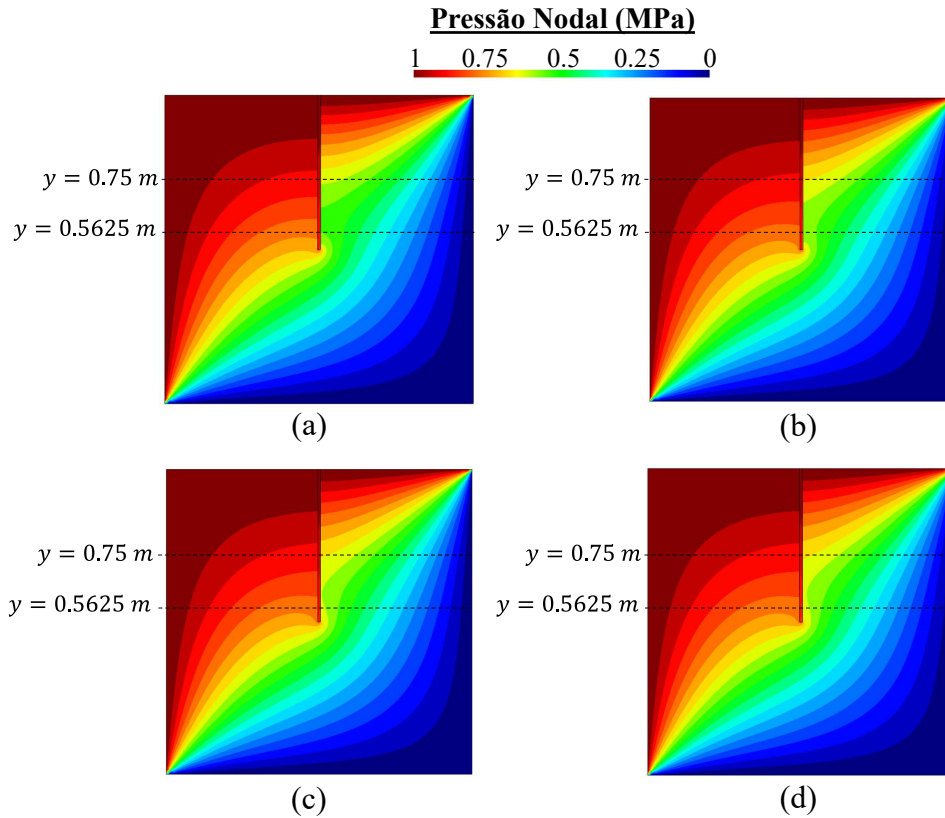 Pressão Nodal (MPa)
1 0.75 0.5 0.25 0
y = 0.75 m
y = 0.5625 m
y = 0.75 m
y = 0.5625 m
(a)
(b)
y = 0.75 m
y = 0.5625 m
y = 0.75 m
y = 0.5625 m
(c)
(d)